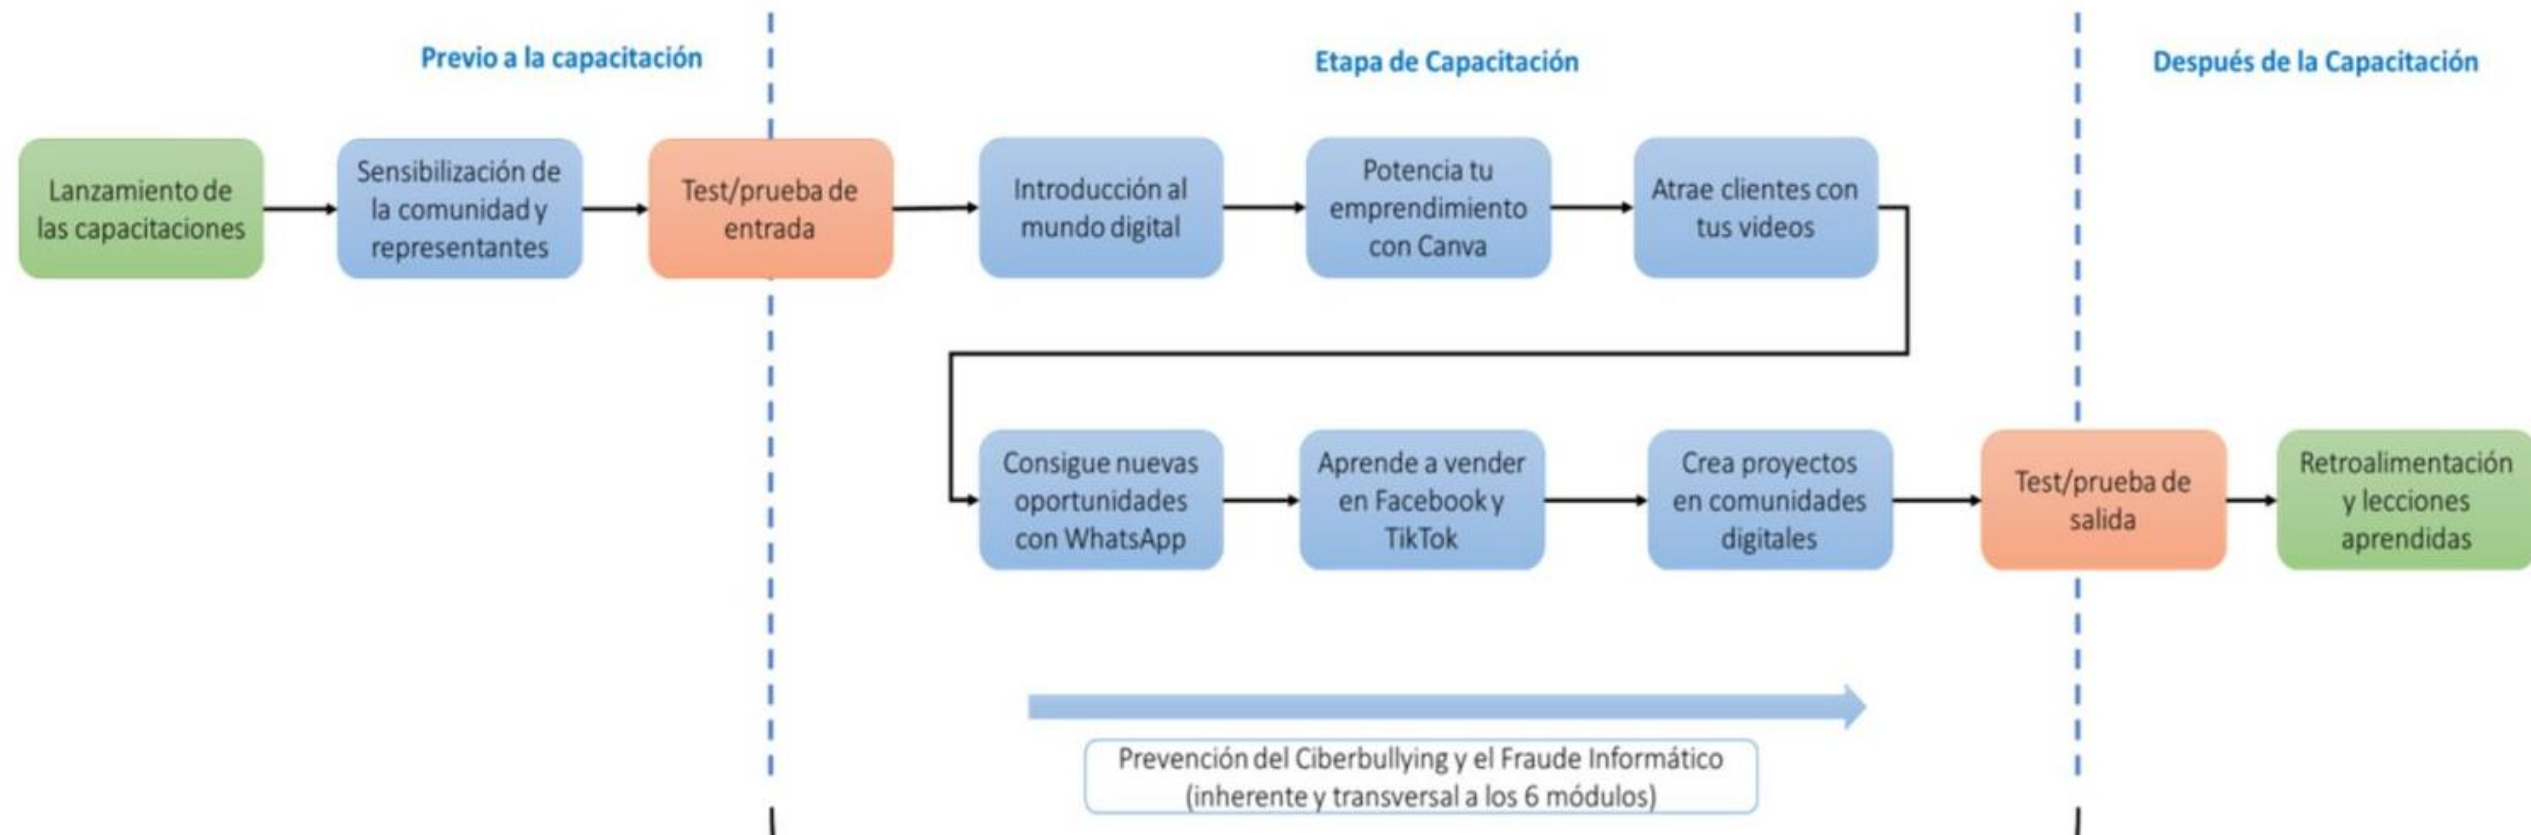 Previo a la capacitación
Etapa de Capacitación
Después de la Capacitación
Lanzamiento de
las capacitaciones
Sensibilización de
la comunidad y
representantes
Test/prueba de
entrada
Introducción al
mundo digital
Potencia tu
emprendimiento
con Canva
Atrae clientes con
tus videos
Consigue nuevas
oportunidades
con WhatsApp
Aprende a vender
en Facebook y
TikTok
Crea proyectos
en comunidades
digitales
Test/prueba de
salida
Retroalimentación
y lecciones
aprendidas
Prevención del Ciberbullying y el Fraude Informático
(inherente y transversal a los 6 módulos)